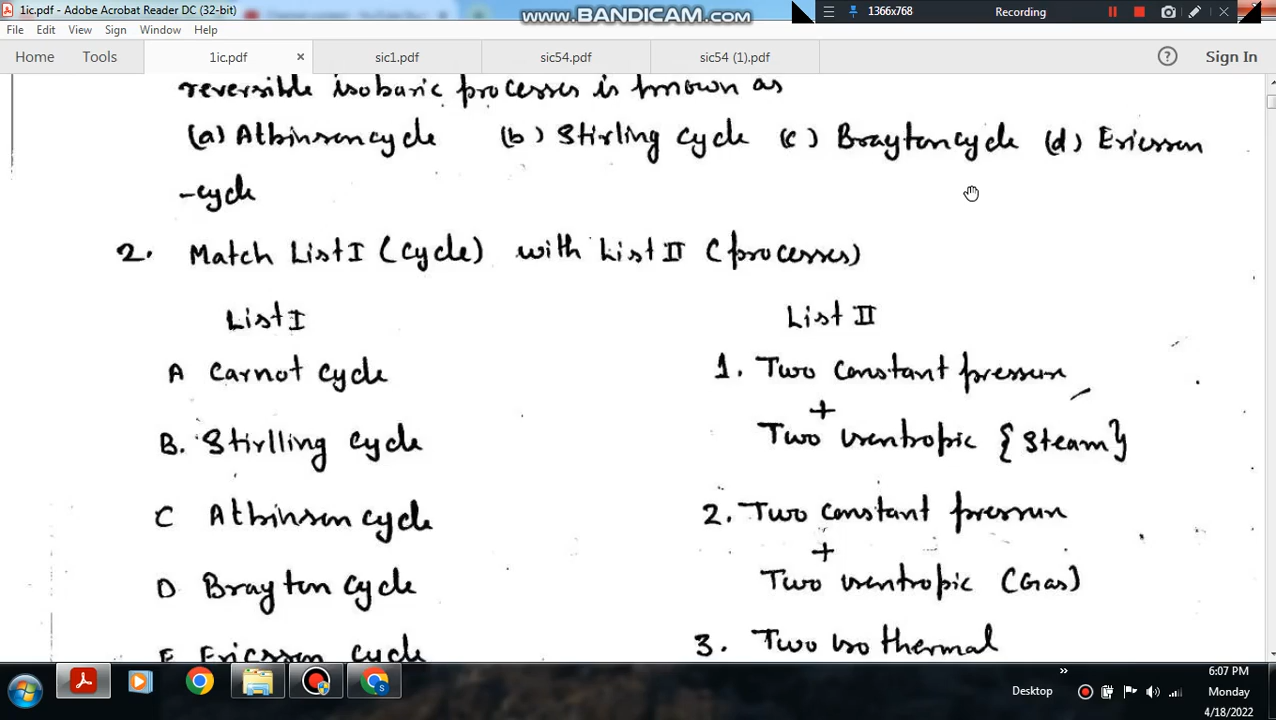 1ic.pdf - Adobe Acrobat Reader DC (32-bit)
www.BANDICAM.com
1366x768
Recording
File Edit View Sign Window Help
Home Tools 1ic.pdf × sic1.pdf sic54.pdf sic54 (1).pdf ? Sign In
reversible isobaric processes is known as
(a) Atkinson cycle (b) Stirling cycle (c) Brayton cycle (d) Ericsson
-cycle
2. Match List I (Cycle) with List II (processes)
List I List II
A Carnot cycle 1. Two constant pressure
+
B. Stirlling cycle Two isentropic {Steam}
C Atkinson cycle 2. Two constant pressure
+
D Brayton cycle Two isentropic (Gas)
E Ericsson cycle 3. Two isothermal
» 6:07 PM
Desktop Monday
4/18/2022